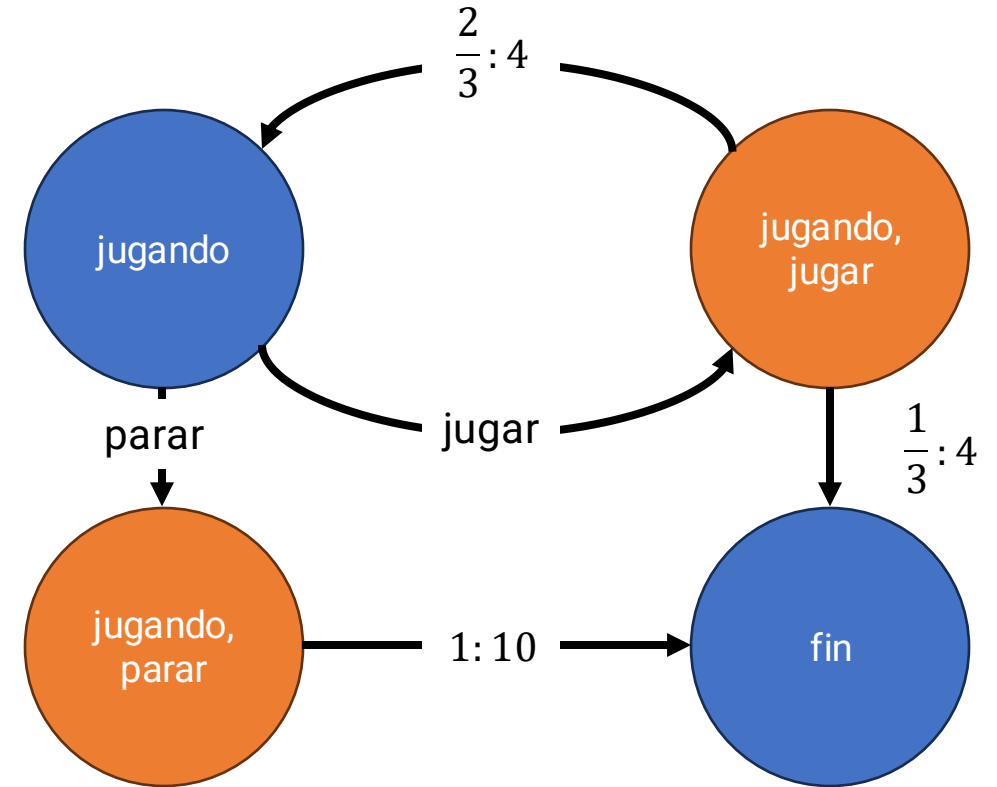 2/3 : 4
jugando
jugando,
jugar
parar
jugar
1/3 : 4
jugando,
parar
1: 10
fin